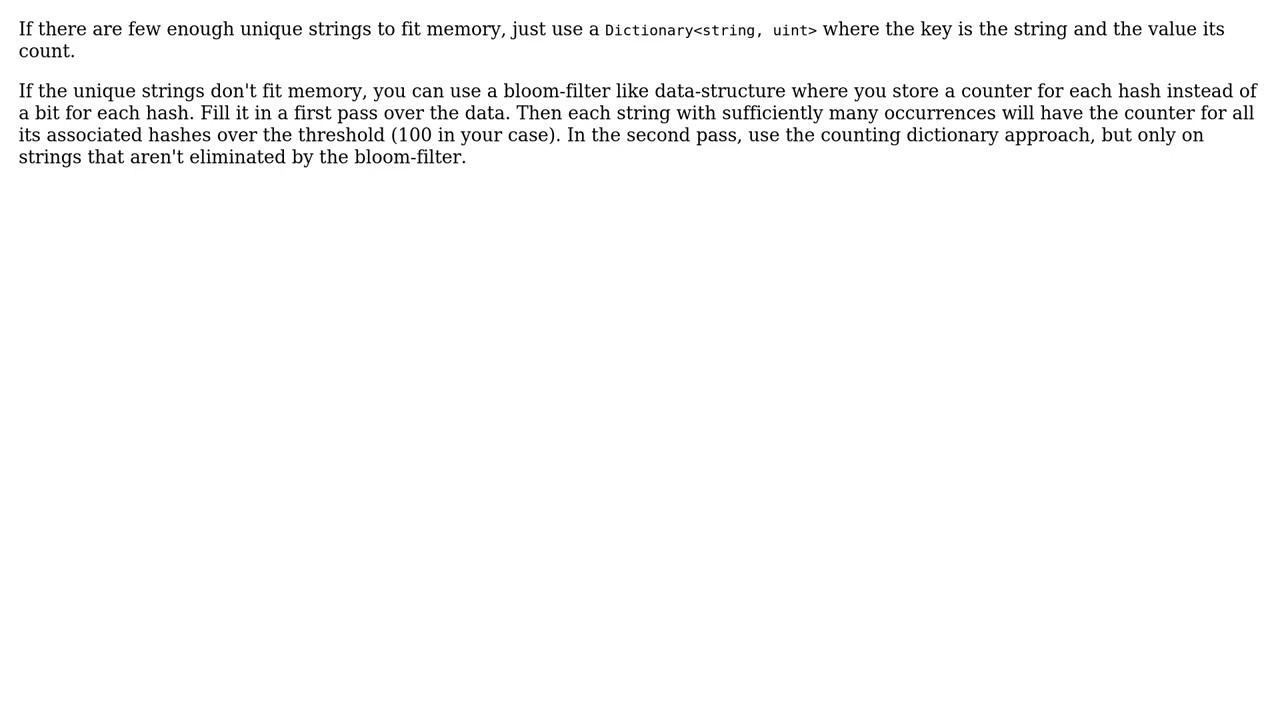 If there are few enough unique strings to fit memory, just use a Dictionary<string, uint> where the key is the string and the value its
count.
If the unique strings don't fit memory, you can use a bloom-filter like data-structure where you store a counter for each hash instead of
a bit for each hash. Fill it in a first pass over the data. Then each string with sufficiently many occurrences will have the counter for all
its associated hashes over the threshold (100 in your case). In the second pass, use the counting dictionary approach, but only on
strings that aren't eliminated by the bloom-filter.